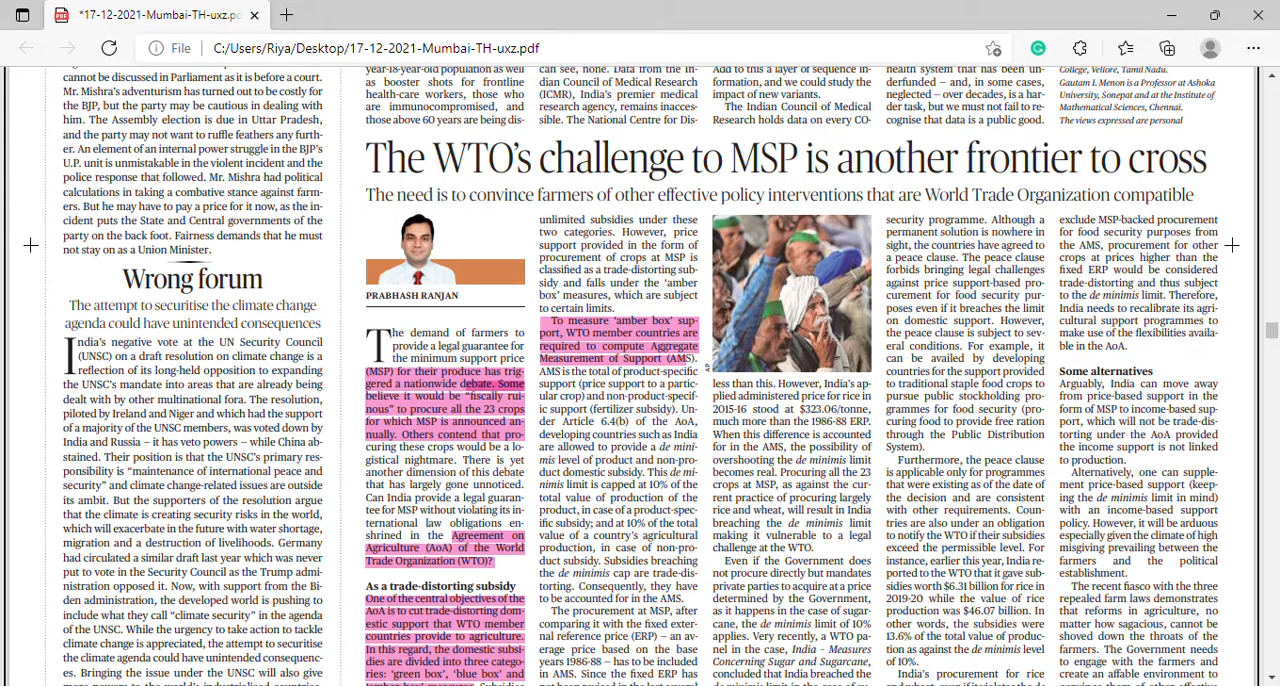 *17-12-2021-Mumbai-TH-uxz.pd
File
C:/Users/Riya/Desktop/17-12-2021-Mumbai-TH-uxz.pdf
cannot be discussed in Parliament as it is before a court.
Mr. Mishra's adventurism has turned out to be costly for
the BJP, but the party may be cautious in dealing with
him. The Assembly election is due in Uttar Pradesh,
and the party may not want to ruffle feathers any furth-
er. An element of an internal power struggle in the BJP's
U.P. unit is unmistakable in the violent incident and the
police response that followed. Mr. Mishra had political
calculations in taking a combative stance against farm-
ers. But he may have to pay a price for it now, as the in-
cident puts the State and Central governments of the
party on the back foot. Fairness demands that he must
not stay on as a Union Minister.
Wrong forum
The attempt to securitise the climate change
agenda could have unintended consequences
India's negative vote at the UN Security Council
(UNSC) on a draft resolution on climate change is a
reflection of its long-held opposition to expanding
the UNSC's mandate into areas that are already being
dealt with by other multinational fora. The resolution,
piloted by Ireland and Niger and which had the support
of a majority of the UNSC members, was voted down by
India and Russia – it has veto powers – while China ab-
stained. Their position is that the UNSC's primary res-
ponsibility is "maintenance of international peace and
security" and climate change-related issues are outside
its ambit. But the supporters of the resolution argue
that the climate is creating security risks in the world,
which will exacerbate in the future with water shortage,
migration and a destruction of livelihoods. Germany
had circulated a similar draft last year which was never
put to vote in the Security Council as the Trump admi-
nistration opposed it. Now, with support from the Bi-
den administration, the developed world is pushing to
include what they call "climate security" in the agenda
of the UNSC. While the urgency to take action to tackle
climate change is appreciated, the attempt to securitise
the climate agenda could have unintended consequenc-
es. Bringing the issue under the UNSC will also give
year-is-year-old population as well
as booster shots for frontline
health-care workers, those who
are immunocompromised, and
those above 60 years are being dis-
can see, none. Data from the In-
dian Council of Medical Research
(ICMR), India's premier medical
research agency, remains inacces-
sible. The National Centre for Dis-
Add to this a layer of sequence in-
formation, and we could study the
impact of new variants.
The Indian Council of Medical
Research holds data on every CO-
health system that has been un-
derfunded – and, in some cases,
neglected – over decades, is a har-
der task, but we must not fail to re-
cognise that data is a public good.
College, Vellore, Tamil Nadu.
Gautam I. Menon is a Professor at Ashoka
University, Sonepat and at the Institute of
Mathematical Sciences, Chennai.
The views expressed are personal
The WTO's challenge to MSP is another frontier to cross
The need is to convince farmers of other effective policy interventions that are World Trade Organization compatible
PRABHASH RANJAN
The demand of farmers to
provide a legal guarantee for
the minimum support price
(MSP) for their produce has trig-
gered a nationwide debate. Some
believe it would be "fiscally rui-
nous" to procure all the 23 crops
for which MSP is announced an-
nually. Others contend that pro-
curing these crops would be a lo-
gistical nightmare. There is yet
another dimension of this debate
that has largely gone unnoticed.
Can India provide a legal guaran-
tee for MSP without violating its in-
ternational law obligations en-
shrined in the Agreement on
Agriculture (AoA) of the World
Trade Organization (WTO)?
As a trade-distorting subsidy
One of the central objectives of the
AoA is to cut trade-distorting dom-
estic support that WTO member
countries provide to agriculture.
In this regard, the domestic subsi-
dies are divided into three catego-
ries: 'green box', 'blue box' and
unlimited subsidies under these
two categories. However, price
support provided in the form of
procurement of crops at MSP is
classified as a trade-distorting sub-
sidy and falls under the 'amber
box' measures, which are subject
to certain limits.
To measure 'amber box' sup-
port, WTO member countries are
required to compute Aggregate
Measurement of Support (AMS).
AMS is the total of product-specific
support (price support to a partic-
ular crop) and non-product-specif-
ic support (fertilizer subsidy). Un-
der Article 6.4(b) of the AoA,
developing countries such as India
are allowed to provide a de mini-
mis level of product and non-pro-
duct domestic subsidy. This de mi-
nimis limit is capped at 10% of the
total value of production of the
product, in case of a product-spec-
ific subsidy; and at 10% of the total
value of a country's agricultural
production, in case of non-pro-
duct subsidy. Subsidies breaching
the de minimis cap are trade-dis-
torting. Consequently, they have
to be accounted for in the AMS.
The procurement at MSP, after
comparing it with the fixed exter-
nal reference price (ERP) – an av-
erage price based on the base
years 1986-88 – has to be included
in AMS. Since the fixed ERP has
AP
less than this. However, India's ap-
plied administered price for rice in
2015-16 stood at $323.06/tonne,
much more than the 1986-88 ERP.
When this difference is accounted
for in the AMS, the possibility of
overshooting the de minimis limit
becomes real. Procuring all the 23
crops at MSP, as against the cur-
rent practice of procuring largely
rice and wheat, will result in India
breaching the de minimis limit
making it vulnerable to a legal
challenge at the WTO.
Even if the Government does
not procure directly but mandates
private parties to acquire at a price
determined by the Government,
as it happens in the case of sugar-
cane, the de minimis limit of 10%
applies. Very recently, a WTO pa-
nel in the case, India - Measures
Concerning Sugar and Sugarcane,
concluded that India breached the
security programme. Although a
permanent solution is nowhere in
sight, the countries have agreed to
a peace clause. The peace clause
forbids bringing legal challenges
against price support-based pro-
curement for food security pur-
poses even if it breaches the limit
on domestic support. However,
the peace clause is subject to sev-
eral conditions. For example, it
can be availed by developing
countries for the support provided
to traditional staple food crops to
pursue public stockholding pro-
grammes for food security (pro-
curing food to provide free ration
through the Public Distribution
System).
Furthermore, the peace clause
is applicable only for programmes
that were existing as of the date of
the decision and are consistent
with other requirements. Coun-
tries are also under an obligation
to notify the WTO if their subsidies
exceed the permissible level. For
instance, earlier this year, India re-
ported to the WTO that it gave sub-
sidies worth $6.31 billion for rice in
2019-20 while the value of rice
production was $46.07 billion. In
other words, the subsidies were
13.6% of the total value of produc-
tion as against the de minimis level
of 10%.
India's procurement for rice
exclude MSP-backed procurement
for food security purposes from
the AMS, procurement for other
crops at prices higher than the
fixed ERP would be considered
trade-distorting and thus subject
to the de minimis limit. Therefore,
India needs to recalibrate its agri-
cultural support programmes to
make use of the flexibilities availa-
ble in the AoA.
Some alternatives
Arguably, India can move away
from price-based support in the
form of MSP to income-based sup-
port, which will not be trade-dis-
torting under the AoA provided
the income support is not linked
to production.
Alternatively, one can supple-
ment price-based support (keep-
ing the de minimis limit in mind)
with an income-based support
policy. However, it will be arduous
especially given the climate of high
misgiving prevailing between the
farmers and the political
establishment.
The recent fiasco with the three
repealed farm laws demonstrates
that reforms in agriculture, no
matter how sagacious, cannot be
shoved down the throats of the
farmers. The Government needs
to engage with the farmers and
create an affable environment to